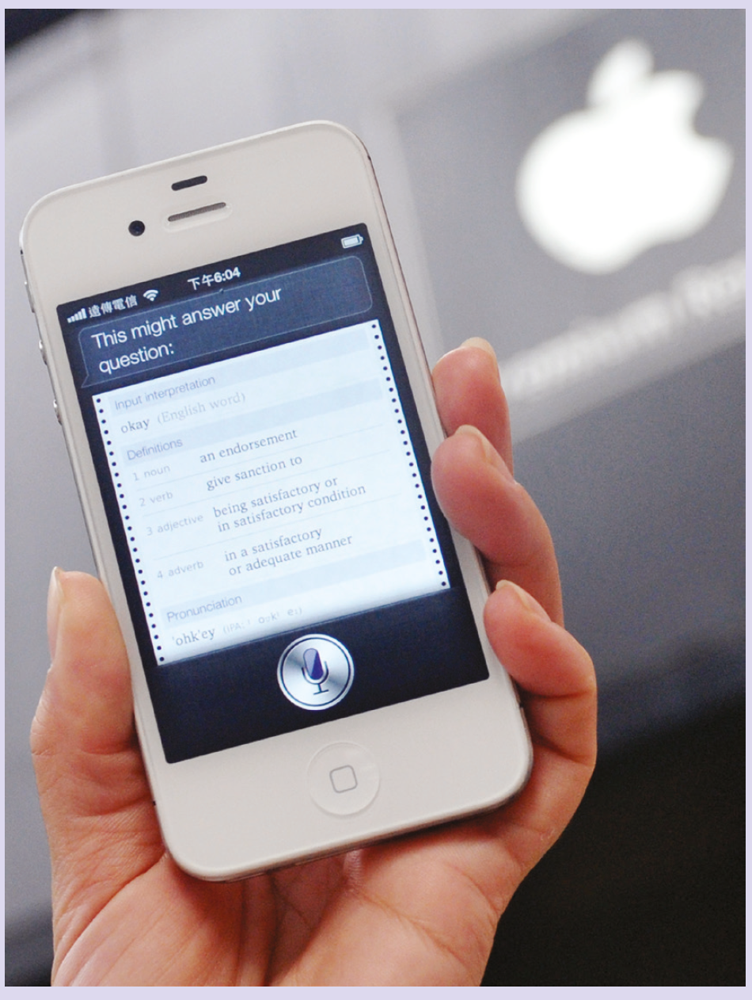 遠傳電信 下午6:04
This might answer your
question:
Input interpretation
okay (English word)
Definitions
1 noun an endorsement
2 verb give sanction to
3 adjective being satisfactory or
in satisfactory condition
4 adverb in a satisfactory
or adequate manner
Pronunciation
'ohk'ey (IPA: